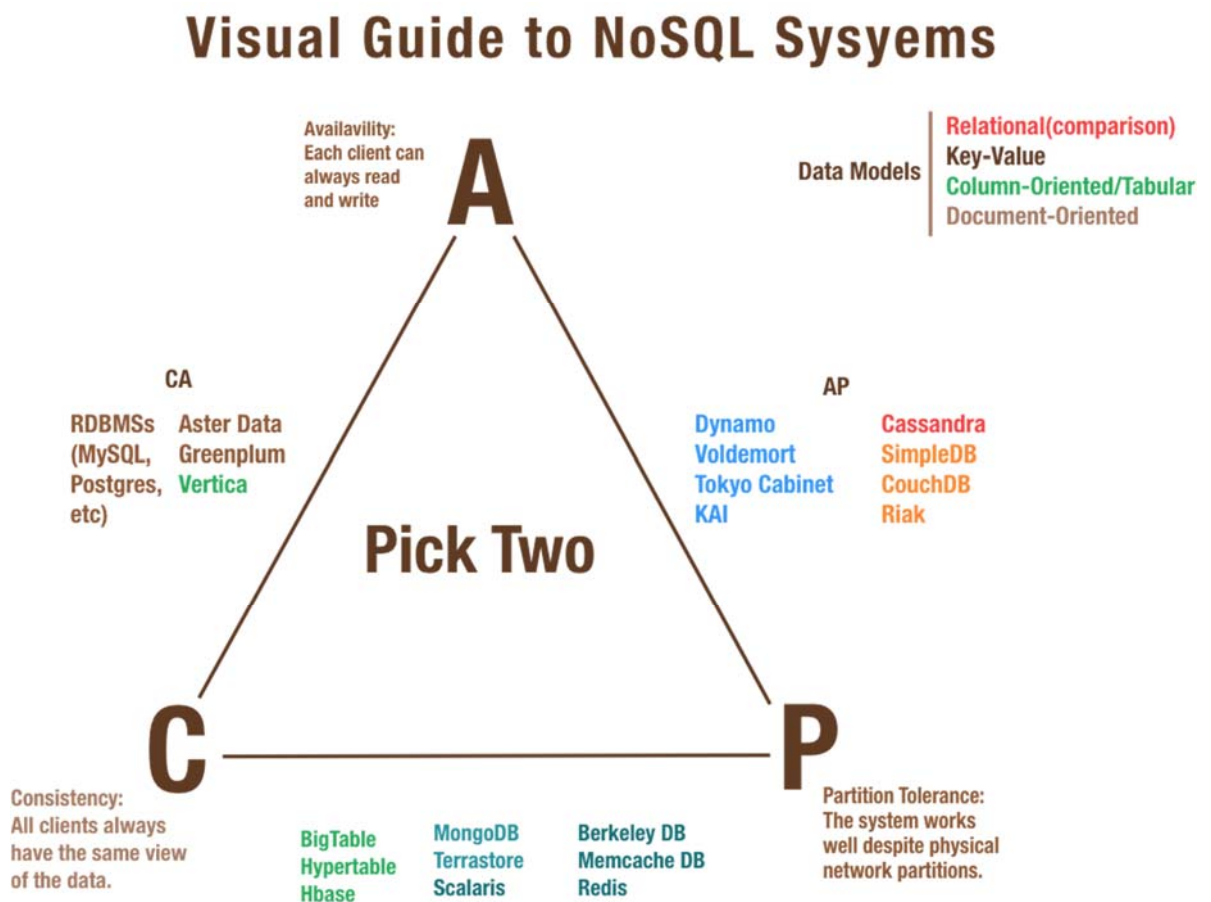 Visual Guide to NoSQL Sysyems
Availavility:
Each client can
always read
and write
A
Data Models
Relational(comparison)
Key-Value
Column-Oriented/Tabular
Document-Oriented
CA
RDBMSs
(MySQL,
Postgres,
etc)
Aster Data
Greenplum
Vertica
AP
Dynamo
Voldemort
Tokyo Cabinet
KAI
Cassandra
SimpleDB
CouchDB
Riak
Pick Two
C
P
Consistency:
All clients always
have the same view
of the data.
BigTable
Hypertable
Hbase
MongoDB
Terrastore
Scalaris
Berkeley DB
Memcache DB
Redis
Partition Tolerance:
The system works
well despite physical
network partitions.